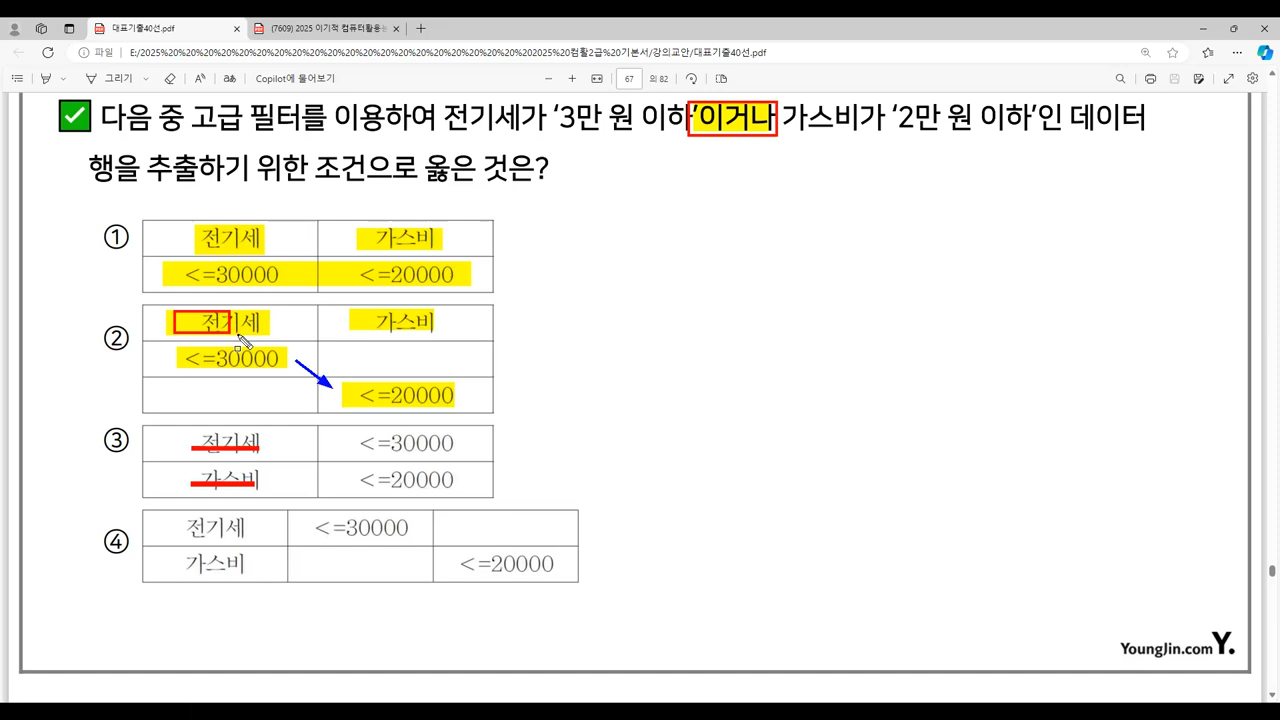 대표기출40선.pdf
(7609) 2025 이기적 컴퓨터활용능
파일
E:/2025%20%20%20%20%20%20%20%20%20%20%20%20%20%20%20%20%202025%20컴활2급%20기본서/강의교안/대표기출40선.pdf
그리기
Copilot에 물어보기
67
의 82
다음 중 고급 필터를 이용하여 전기세가 ‘3만 원 이하’이거나 가스비가 ‘2만 원 이하’인 데이터
행을 추출하기 위한 조건으로 옳은 것은?
① 전기세 가스비
<=30000 <=20000
② 전기세 가스비
<=30000
<=20000
③ 전기세 <=30000
가스비 <=20000
④ 전기세 <=30000
가스비 <=20000
YoungJin.com Y.